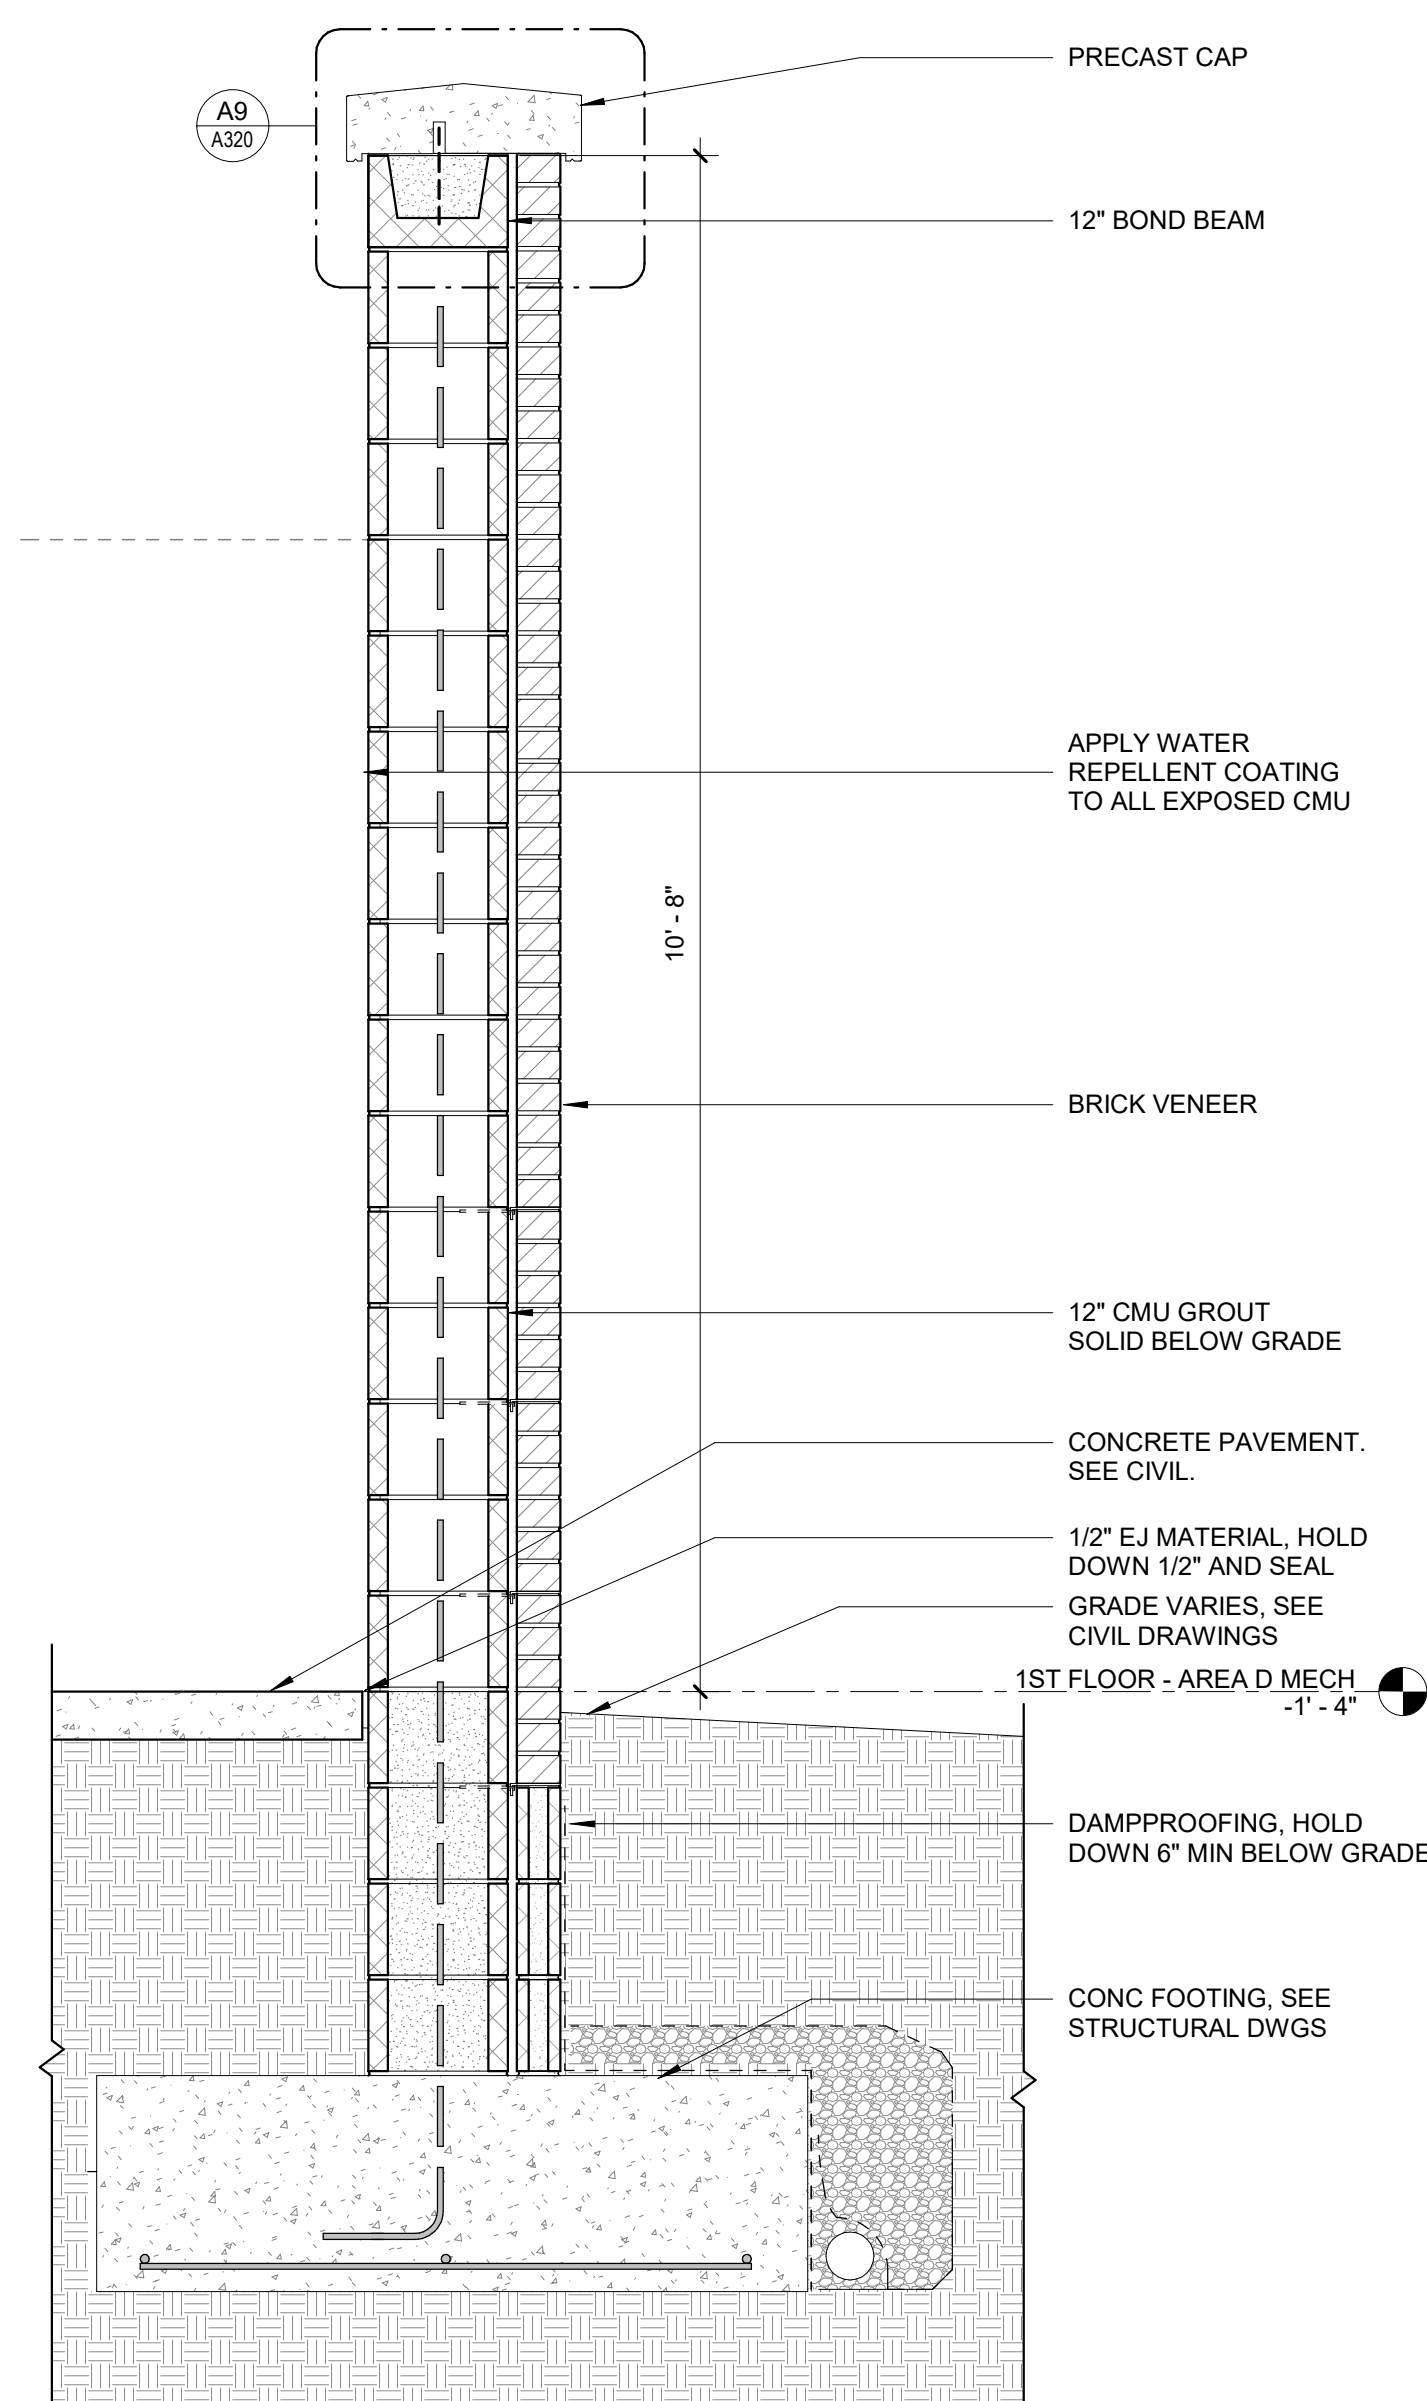 PRECAST CAP
A9
A320
12" BOND BEAM
APPLY WATER
REPELLENT COATING
TO ALL EXPOSED CMU
10' - 8"
BRICK VENEER
12" CMU GROUT
SOLID BELOW GRADE
CONCRETE PAVEMENT.
SEE CIVIL.
1/2" EJ MATERIAL, HOLD
DOWN 1/2" AND SEAL
GRADE VARIES, SEE
CIVIL DRAWINGS
1ST FLOOR - AREA D MECH
-1' - 4"
DAMPPROOFING, HOLD
DOWN 6" MIN BELOW GRADE
CONC FOOTING, SEE
STRUCTURAL DWGS